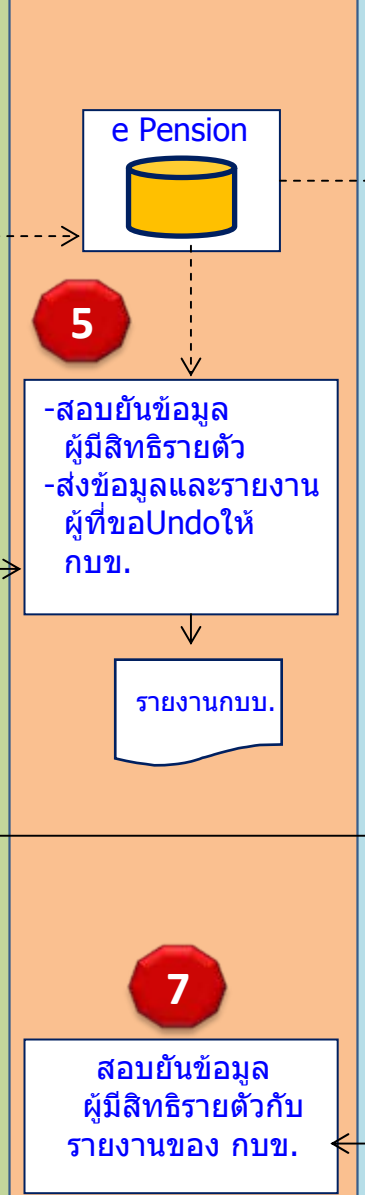 e Pension
5
-สอบยันข้อมูล
ผู้มีสิทธิรายตัว
-ส่งข้อมูลและรายงาน
ผู้ที่ขอUndoให้
กบข.
รายงานกบบ.
7
สอบยันข้อมูล
ผู้มีสิทธิรายตัวกับ
รายงานของ กบข.